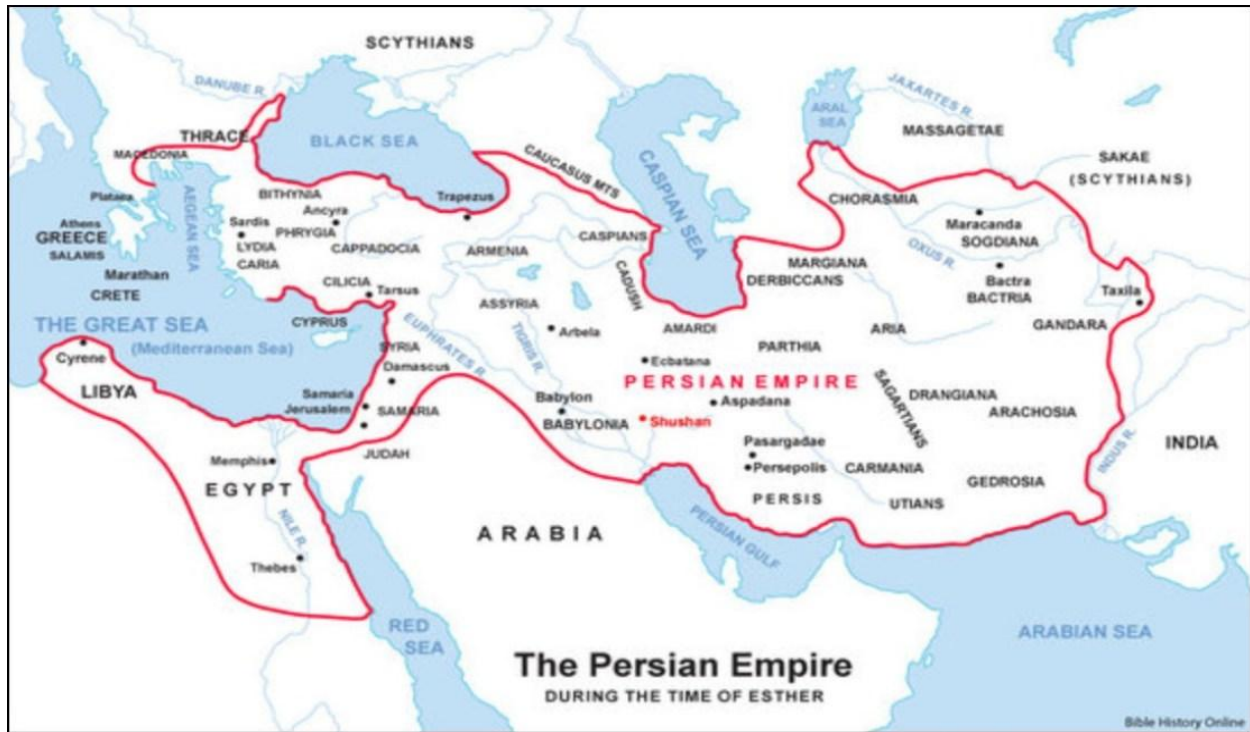 SCYTHIANS
DANUBE R.
JAXARTES R.
ARAL
SEA
THRACE
BLACK SEA
MASSAGETAE
MACEDONIA
CAUCASUS MTS
CASPIAN SEA
SAKAE
(SCYTHIANS)
Plataea
BITHYNIA
Trapezus
CHORASMIA
AEGEAN SEA
Ancyra
Athens
Sardis
PHRYGIA
Maracanda
GREECE
LYDIA
CAPPADOCIA
ARMENIA
CASPIANS
SOGDIANA
OXUS R.
SALAMIS
CARIA
MARGIANA
Marathan
CADUSH
DERBICCANS
Bactra
BACTRIA
CRETE
CILICIA
Tarsus
ASSYRIA
Taxila
THE GREAT SEA
CYPRUS
EUPHRATES R.
TIGRIS R.
Arbela
AMARDI
ARIA
GANDARA
(Mediterranean Sea)
SYRIA
PARTHIA
Cyrene
Damascus
Ecbatana
PERSIAN EMPIRE
LIBYA
Samaria
Babylon
Aspadana
SAGARTIANS
DRANGIANA
Jerusalem
SAMARIA
BABYLONIA
Shushan
ARACHOSIA
JUDAH
Pasargadae
INDUS R.
INDIA
Memphis
Persepolis
CARMANIA
EGYPT
PERSIS
UTIANS
GEDROSIA
NILE R.
ARABIA
PERSIAN GULF
Thebes
RED
SEA
ARABIAN SEA
The Persian Empire
DURING THE TIME OF ESTHER
Bible History Online